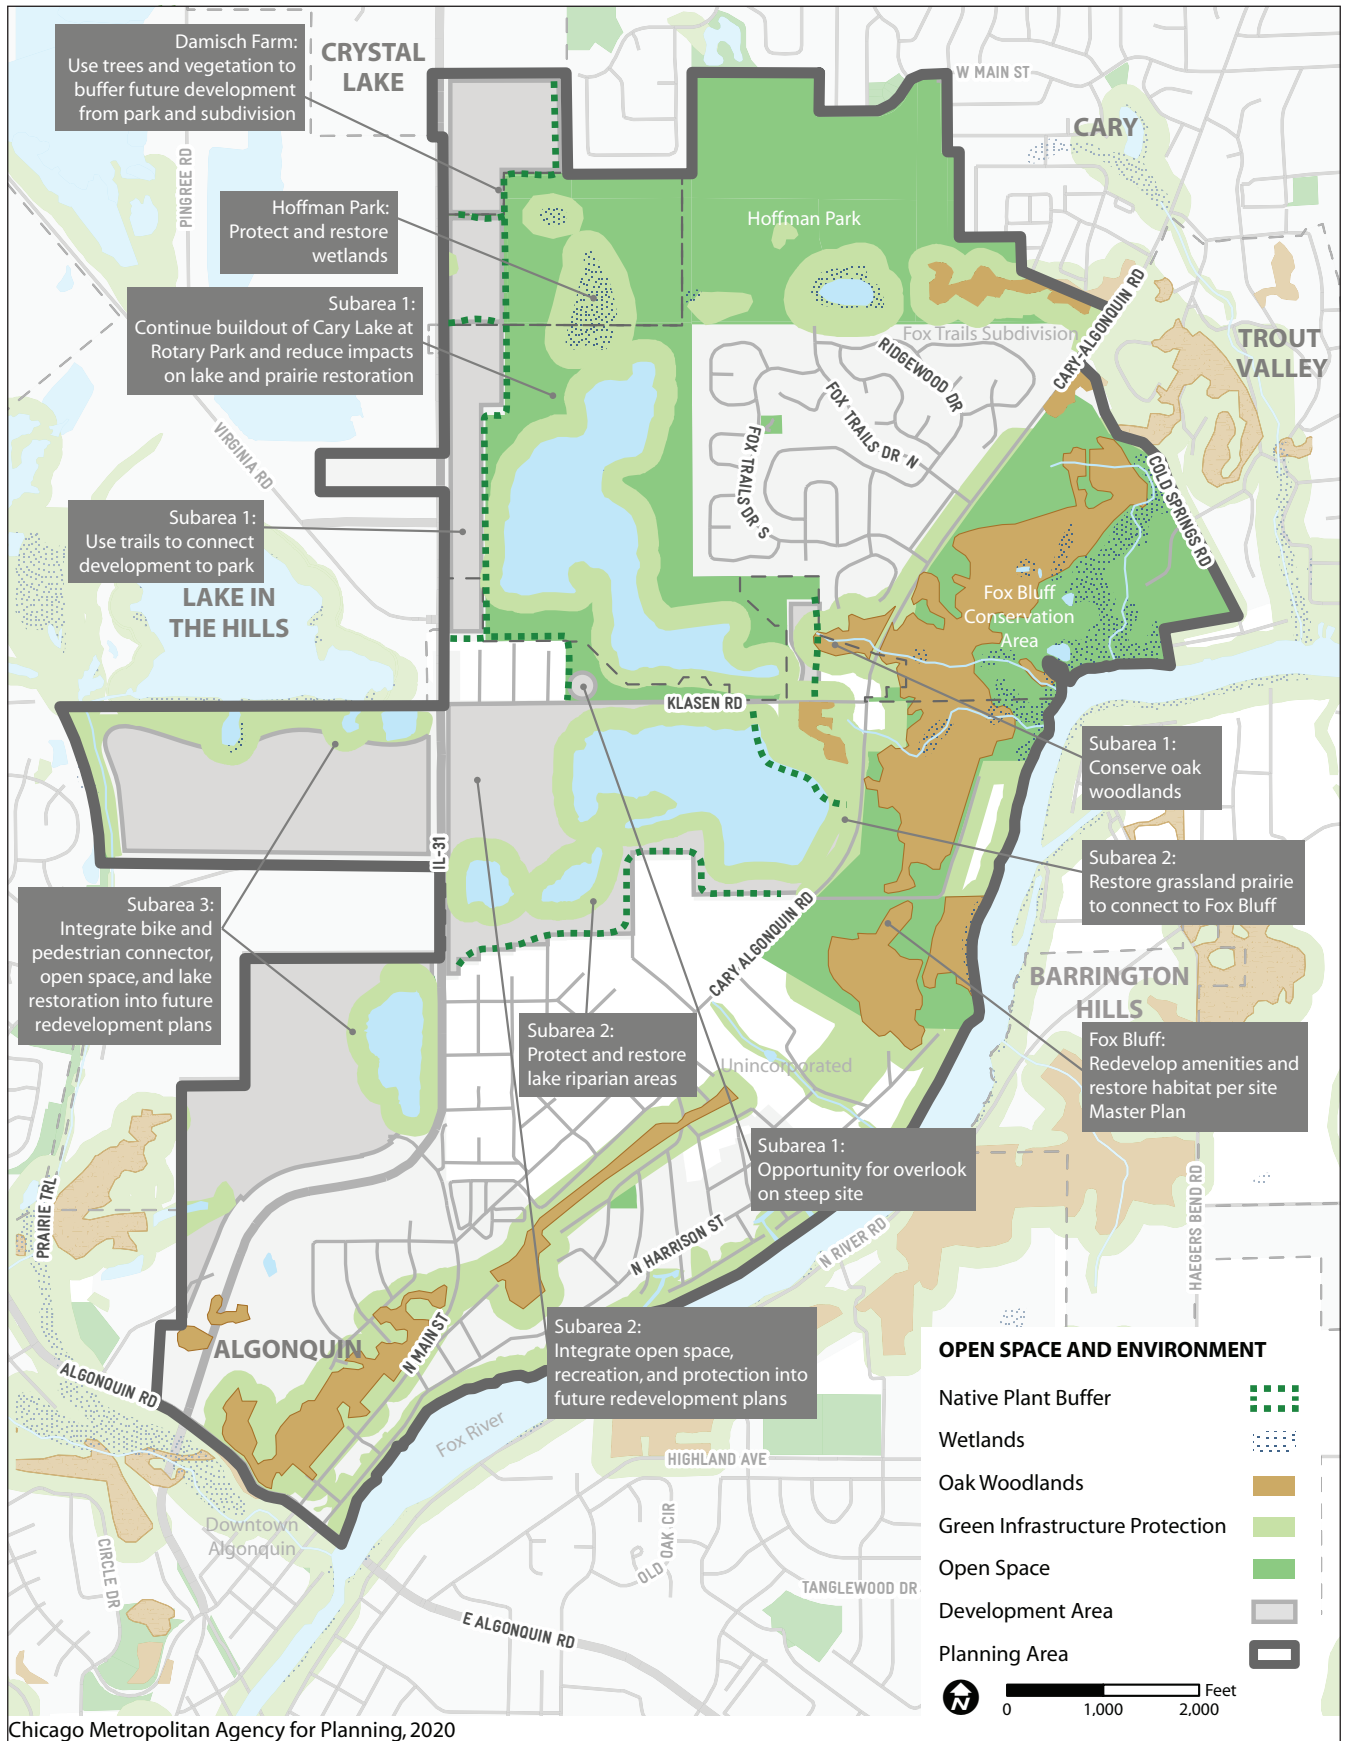 Damisch Farm:
Use trees and vegetation to
buffer future development
from park and subdivision
CRYSTAL
LAKE
W MAIN ST
CARY
PINGREE RD
Hoffman Park:
Protect and restore
wetlands
Hoffman Park
Subarea 1:
Continue buildout of Cary Lake at
Rotary Park and reduce impacts
on lake and prairie restoration
Fox Trails Subdivision
CARY-ALGONQUIN RD
TROUT
VALLEY
RIDGEWOOD DR
FOX TRAILS DR N
FOX TRAILS DR S
VIRGINIA RD
COLD SPRINGS RD
Subarea 1:
Use trails to connect
development to park
LAKE IN
THE HILLS
Fox Bluff
Conservation
Area
KLASEN RD
Subarea 1:
Conserve oak
woodlands
IL-31
Subarea 2:
Restore grassland prairie
to connect to Fox Bluff
Subarea 3:
Integrate bike and
pedestrian connector,
open space, and lake
restoration into future
redevelopment plans
CARY ALGONQUIN RD
BARRINGTON
HILLS
Subarea 2:
Protect and restore
lake riparian areas
Unincorporated
Fox Bluff:
Redevelop amenities and
restore habitat per site
Master Plan
Subarea 1:
Opportunity for overlook
on steep site
PRAIRIE TRL
N HARRISON ST
N RIVER RD
HAEGERS BEND RD
Subarea 2:
Integrate open space,
recreation, and protection into
future redevelopment plans
ALGONQUIN
N MAIN ST
ALGONQUIN RD
Fox River
HIGHLAND AVE
Downtown
Algonquin
CIRCLE DR
OLD OAK CIR
TANGLEWOOD DR
E ALGONQUIN RD
OPEN SPACE AND ENVIRONMENT
Native Plant Buffer
Wetlands
Oak Woodlands
Green Infrastructure Protection
Open Space
Development Area
Planning Area
N
Feet
0 1,000 2,000
Chicago Metropolitan Agency for Planning, 2020